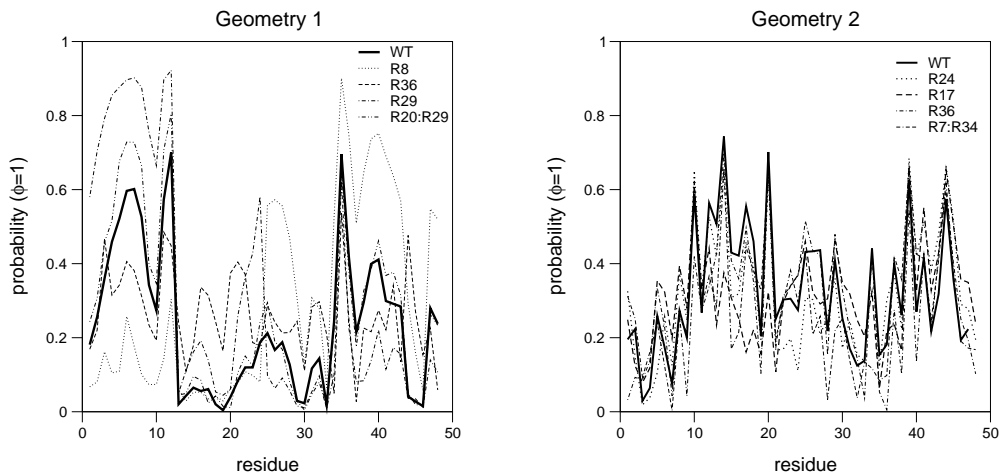 Geometry 1
probability (ϕ=1)
1
0.8
0.6
0.4
0.2
0
0
10
20
30
40
50
residue
WT
R8
R36
R29
R20:R29
Geometry 2
probability (ϕ=1)
1
0.8
0.6
0.4
0.2
0
0
10
20
30
40
50
residue
WT
R24
R17
R36
R7:R34